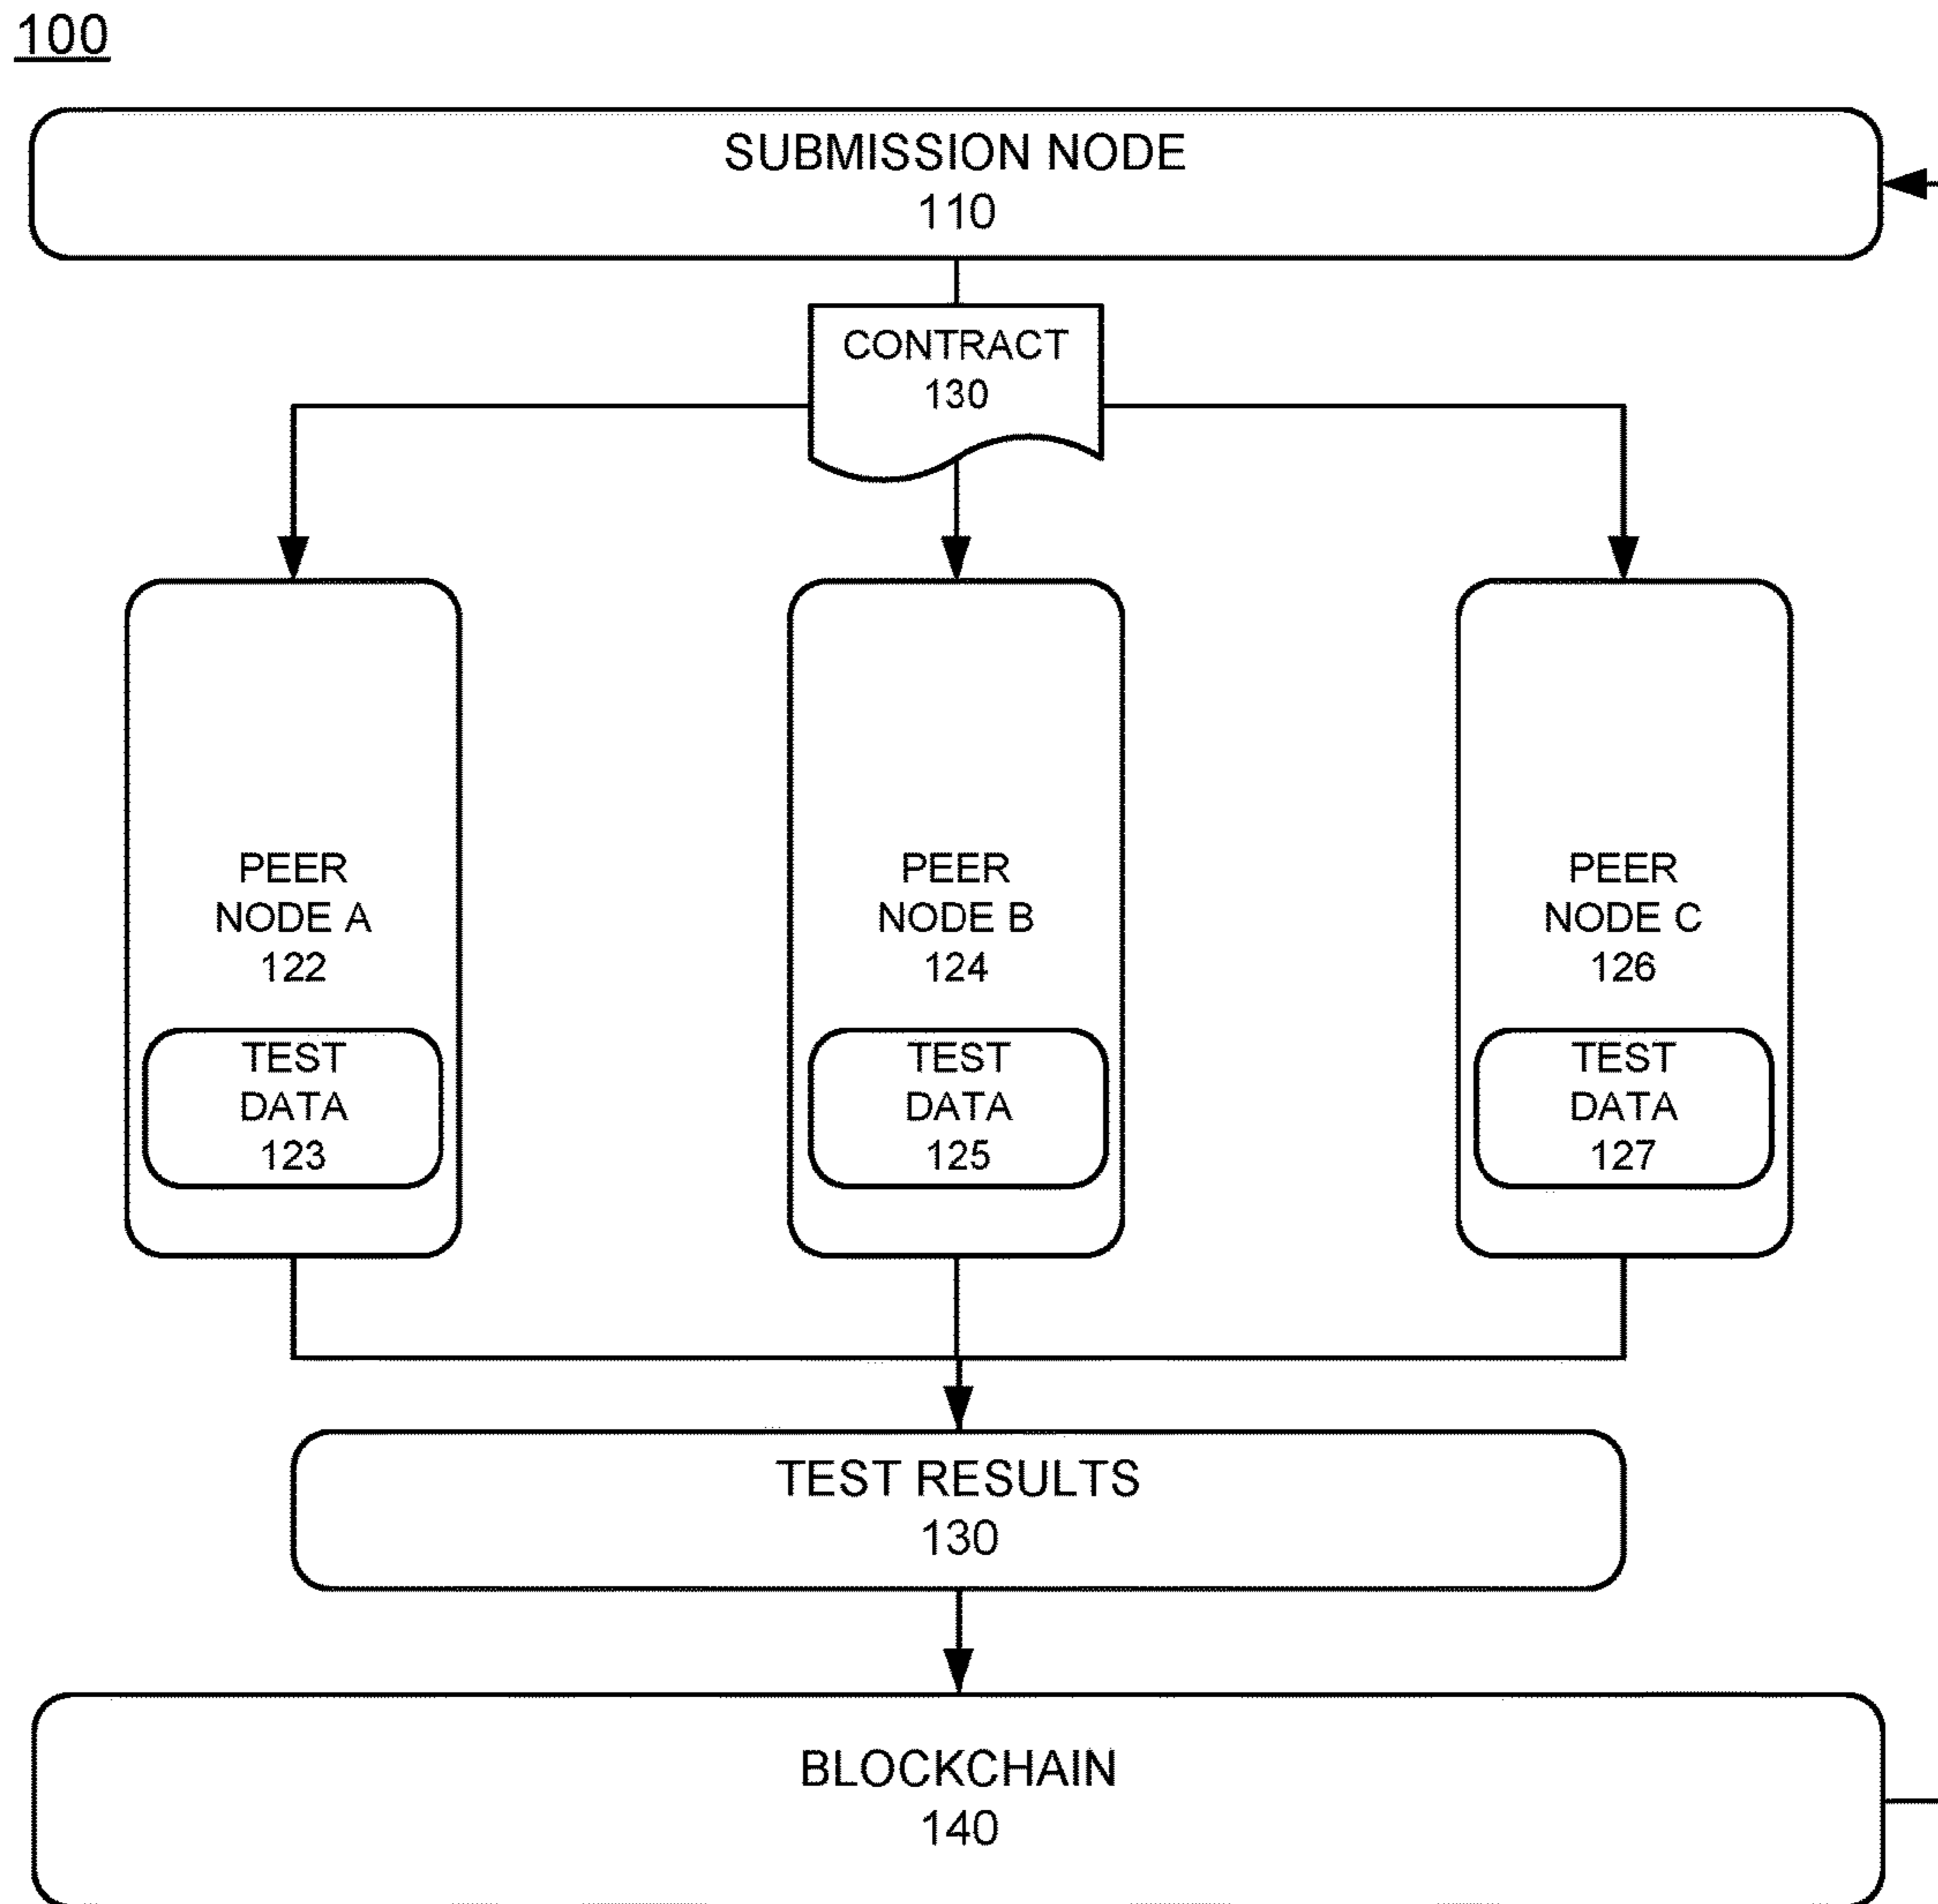 100
SUBMISSION NODE
110
CONTRACT
130
PEER
NODE A
122
TEST
DATA
123
PEER
NODE B
124
TEST
DATA
125
PEER
NODE C
126
TEST
DATA
127
TEST RESULTS
130
BLOCKCHAIN
140